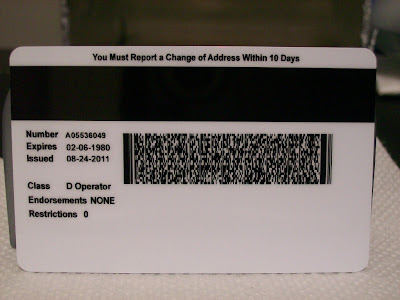 You Must Report a Change of Address Within 10 Days
Number A05536049
Expires 02-06-1980
Issued 08-24-2011
Class D Operator
Endorsements NONE
Restrictions 0